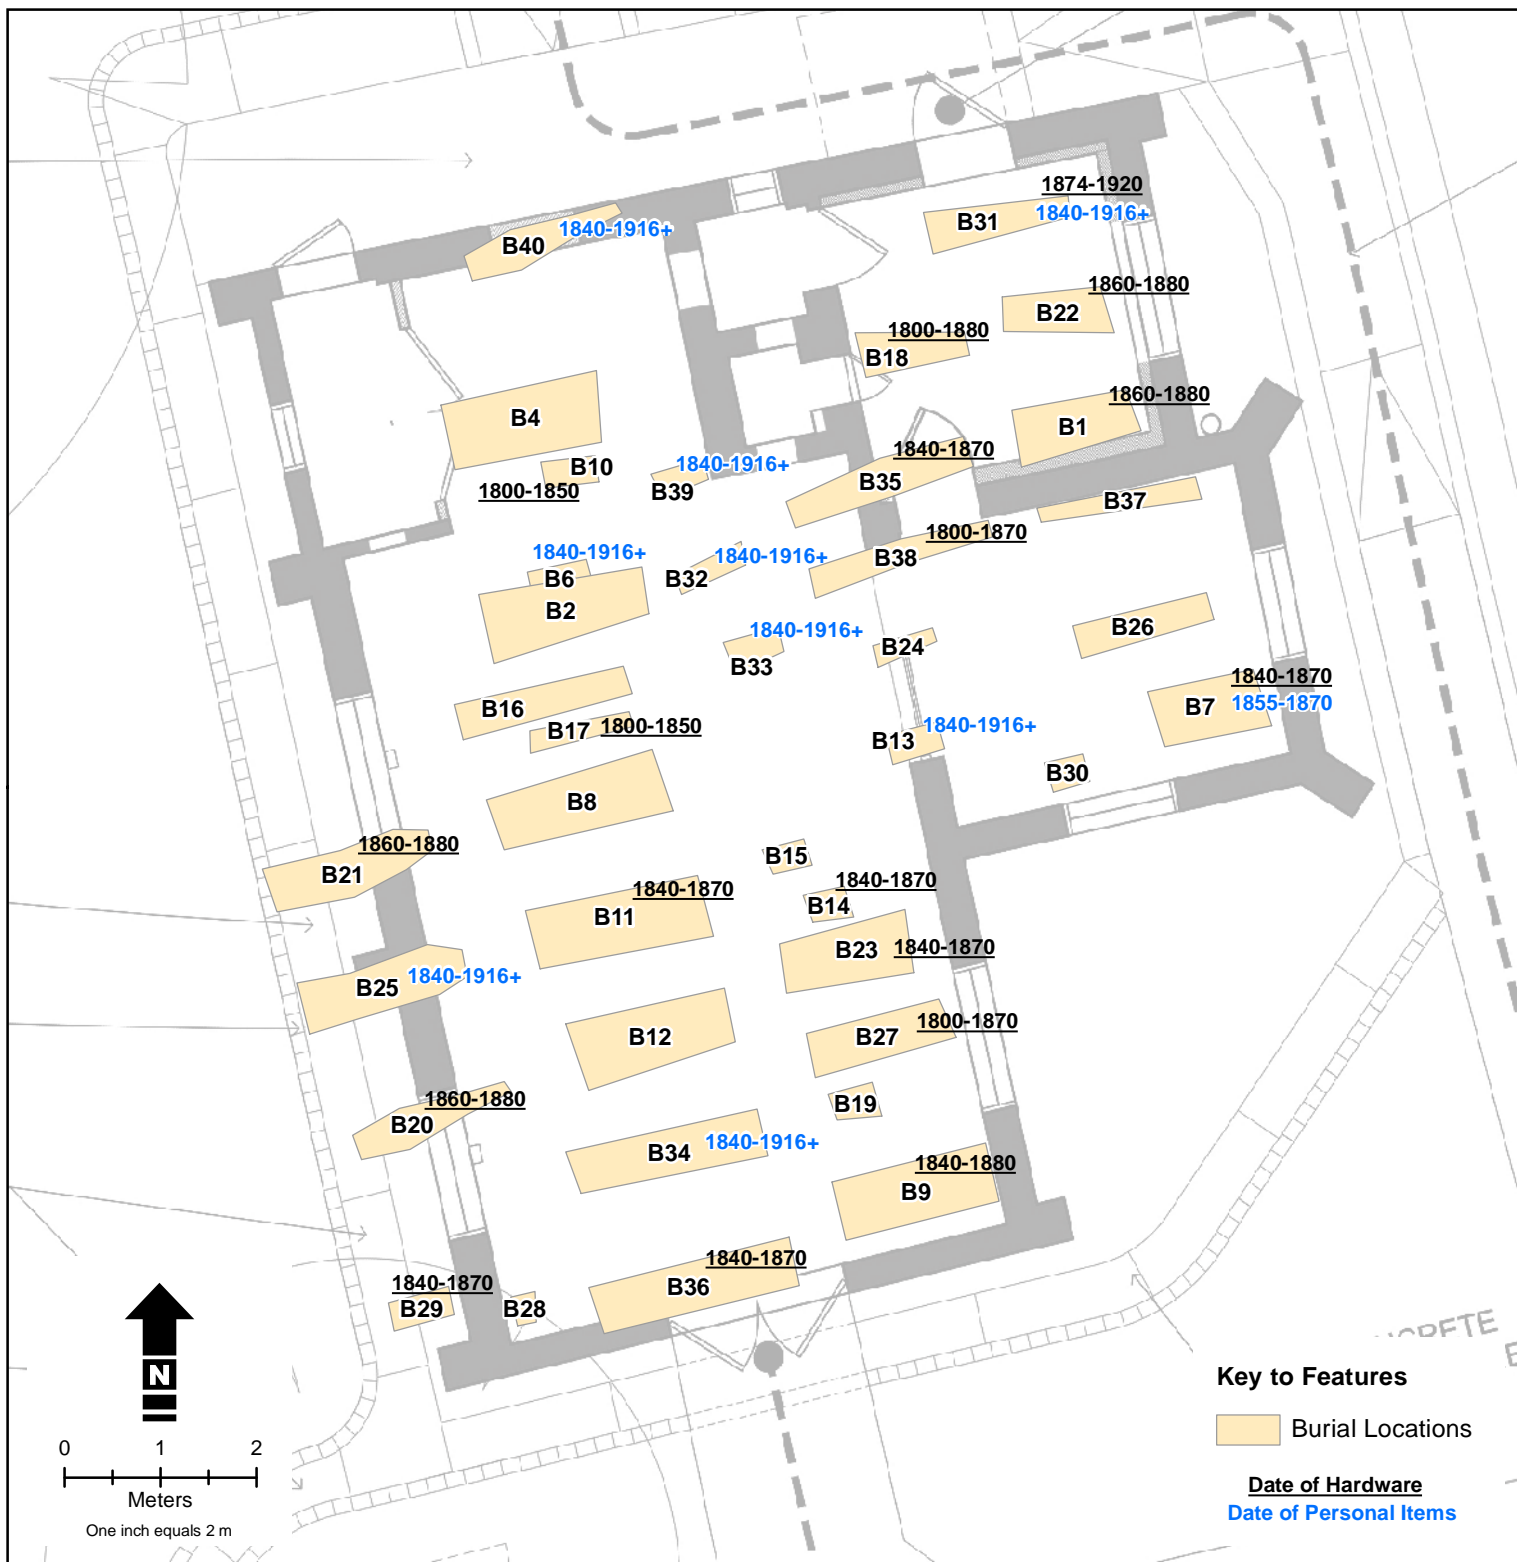 1874-1920
B31
1840-1916+
B40
1840-1916+
1860-1880
B22
1800-1880
B18
1860-1880
B1
B4
1840-1870
B35
B10
1800-1850
1840-1916+
B39
B37
1800-1870
B38
1840-1916+
B6
B2
1840-1916+
B32
1840-1916+
B33
B24
B26
1840-1870
B7
1855-1870
B16
B17
1800-1850
1840-1916+
B13
B30
B8
1860-1880
B21
B15
1840-1870
B14
1840-1870
B11
B23
1840-1870
B25
1840-1916+
B12
B27
1800-1870
1860-1880
B20
B19
B34
1840-1916+
1840-1880
B9
1840-1870
B36
1840-1870
B29
B28
N
0 1 2
Meters
One inch equals 2 m
Key to Features
Burial Locations
Date of Hardware
Date of Personal Items